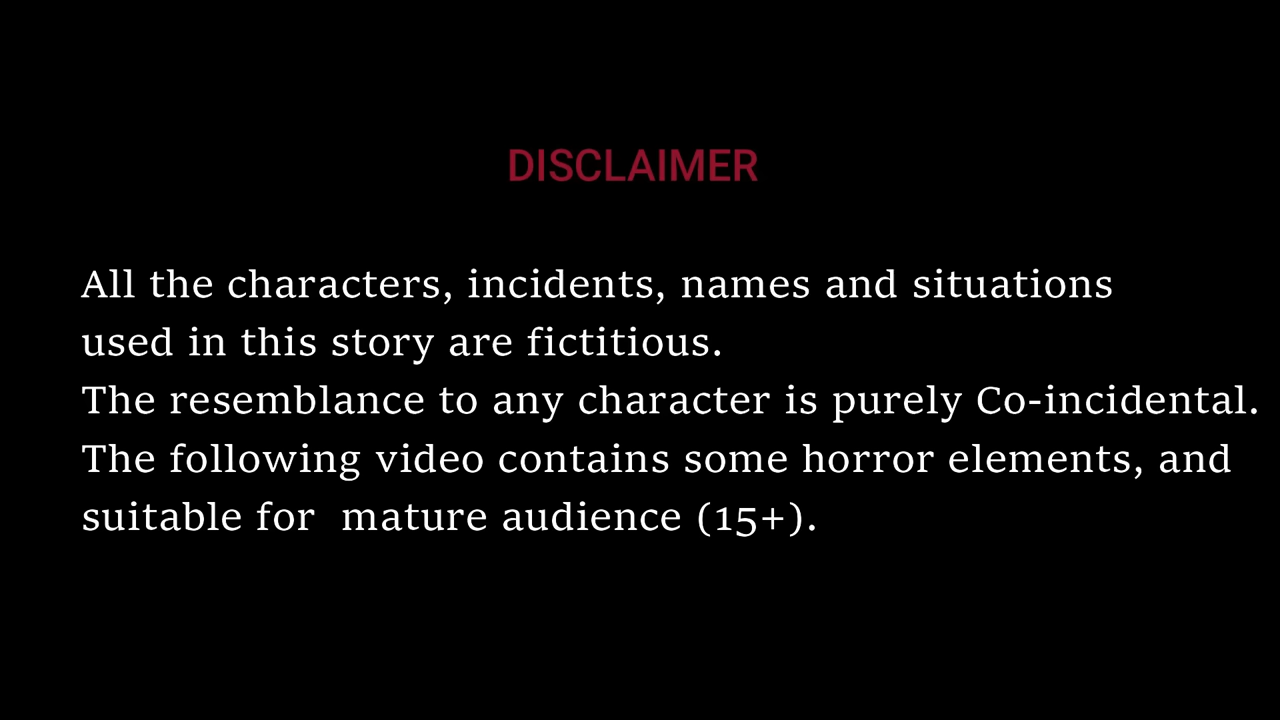 DISCLAIMER
All the characters, incidents, names and situations
used in this story are fictitious.
The resemblance to any character is purely Co-incidental.
The following video contains some horror elements, and
suitable for  mature audience (15+).